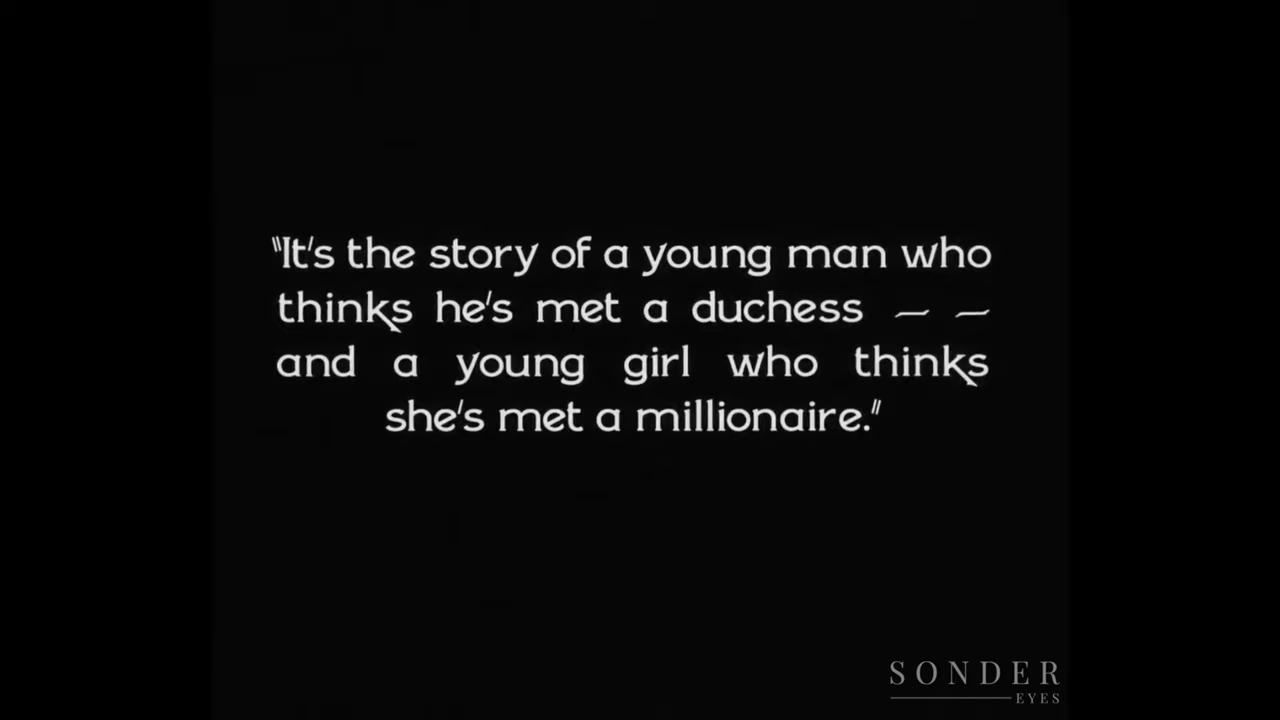 "It's the story of a young man who
thinks he's met a duchess — —
and a young girl who thinks
she's met a millionaire."
SONDER
EYES